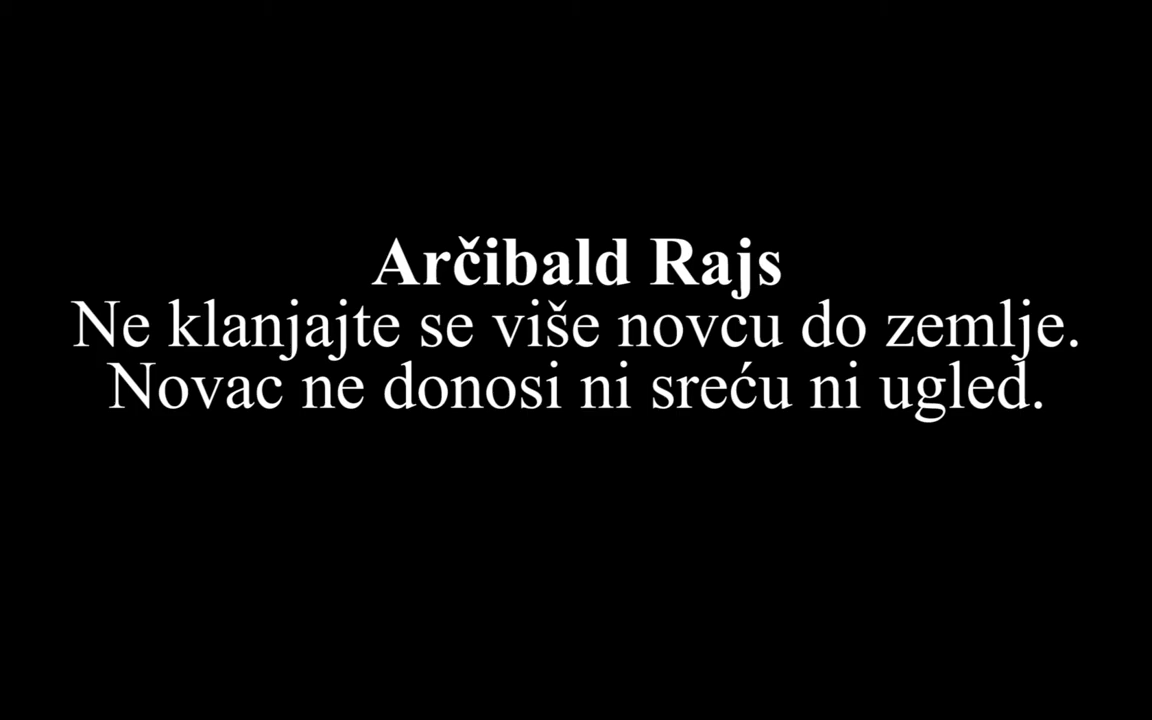 Arčibald Rajs
Ne klanjajte se više novcu do zemlje.
Novac ne donosi ni sreću ni ugled.